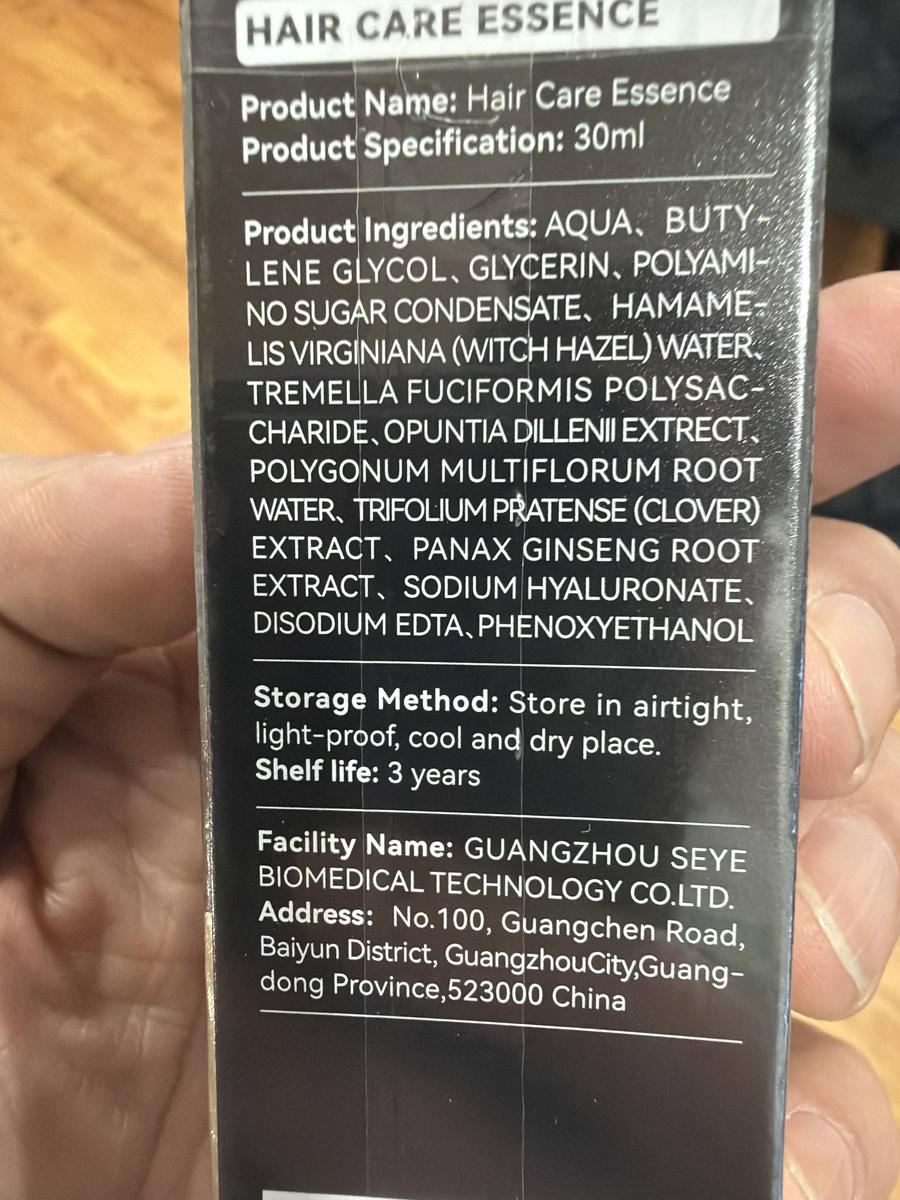 HAIR CARE ESSENCE
Product Name: Hair Care Essence
Product Specification: 30ml
Product Ingredients: AQUA、 BUTY-
LENE GLYCOL、GLYCERIN、POLYAMI-
NO SUGAR CONDENSATE、 HAMAME-
LIS VIRGINIANA (WITCH HAZEL) WATER、
TREMELLA FUCIFORMIS POLYSAC-
CHARIDE、OPUNTIA DILLENII EXTRECT、
POLYGONUM MULTIFLORUM ROOT
WATER、TRIFOLIUM PRATENSE (CLOVER)
EXTRACT、 PANAX GINSENG ROOT
EXTRACT、 SODIUM HYALURONATE、
DISODIUM EDTA、PHENOXYETHANOL
Storage Method: Store in airtight,
light-proof, cool and dry place.
Shelf life: 3 years
Facility Name: GUANGZHOU SEYE
BIOMEDICAL TECHNOLOGY CO.LTD.
Address: No.100, Guangchen Road,
Baiyun District, GuangzhouCity,Guang-
dong Province,523000 China